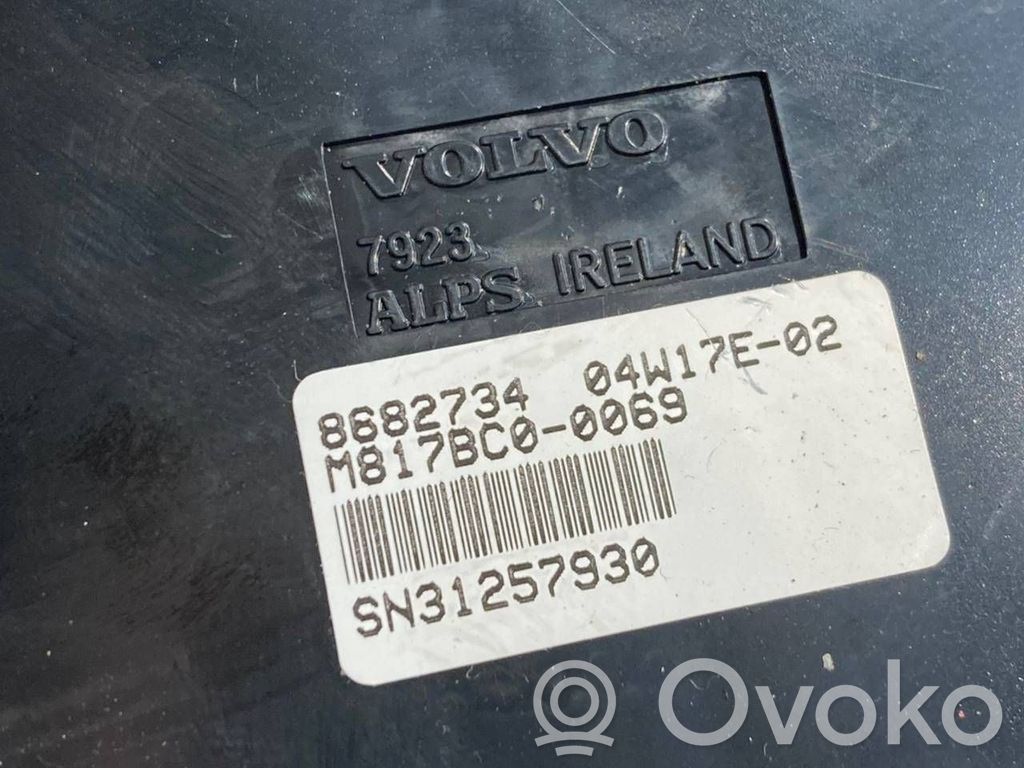 VOLVO
7923
ALPS. IRELAND
8682734 04W17E-02
M817BC0-0069
SN31257930
Ovoko